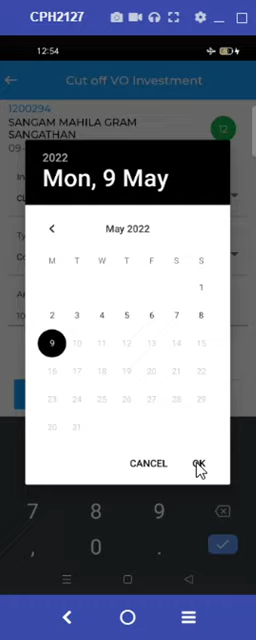 CPH2127
12:54
Cut off VO Investment
1200294
SANGAM MAHILA GRAM
SANGATHAN
12
09-
2022
Mon, 9 May
May 2022
M T W T F S S
1
2 3 4 5 6 7 8
9 10 11 12 13 14 15
16 17 18 19 20 21 22
23 24 25 26 27 28 29
30 31
CANCEL OK
7 8 9
, 0 .